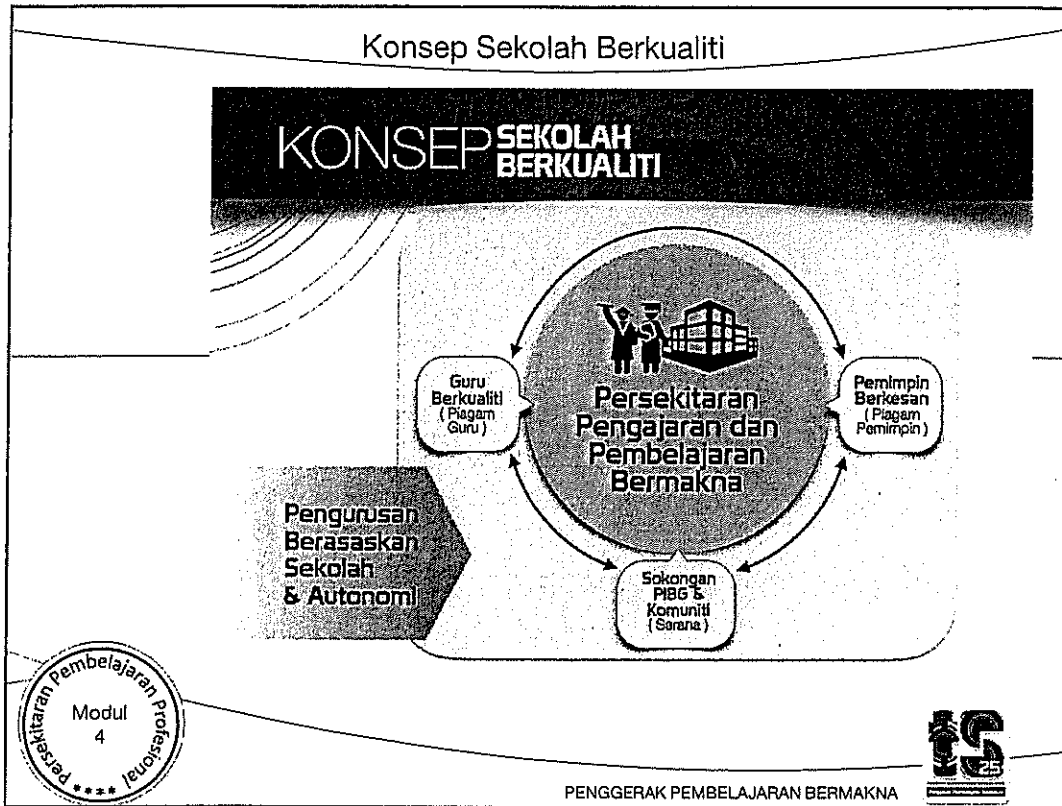 Konsep Sekolah Berkualiti
KONSEP SEKOLAH
BERKUALITI
Persekitaran
Pengajaran dan
Pembelajaran
Bermakna
Guru
Berkualiti
( Piagam
Guru )
Pemimpin
Berkesan
( Piagam
Pemimpin )
Pengurusan
Berasaskan
Sekolah
& Autonomi
Sokongan
PIBG &
Komuniti
( Sarana )
Persekitaran Pembelajaran Profesional
Modul
4
PENGGERAK PEMBELAJARAN BERMAKNA